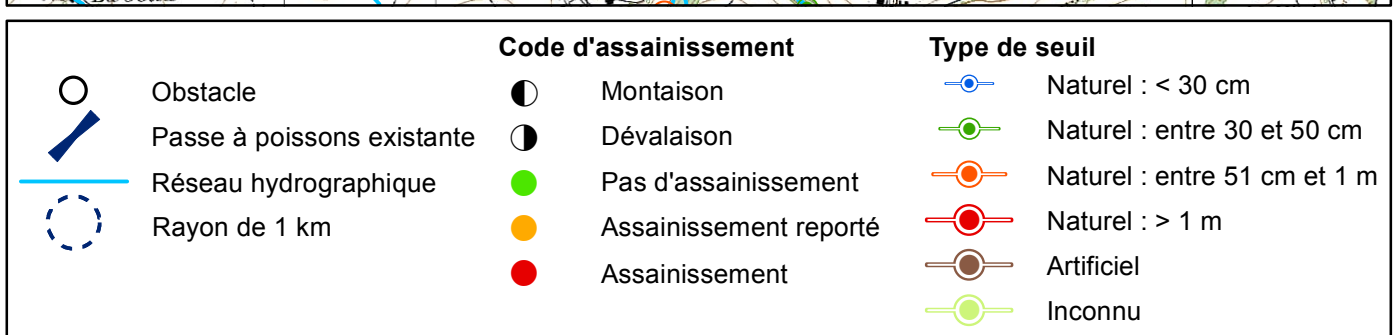 Obstacle
Passe à poissons existante
Réseau hydrographique
Rayon de 1 km
Code d'assainissement
Montaison
Dévalaison
Pas d'assainissement
Assainissement reporté
Assainissement
Type de seuil
Naturel : < 30 cm
Naturel : entre 30 et 50 cm
Naturel : entre 51 cm et 1 m
Naturel : > 1 m
Artificiel
Inconnu